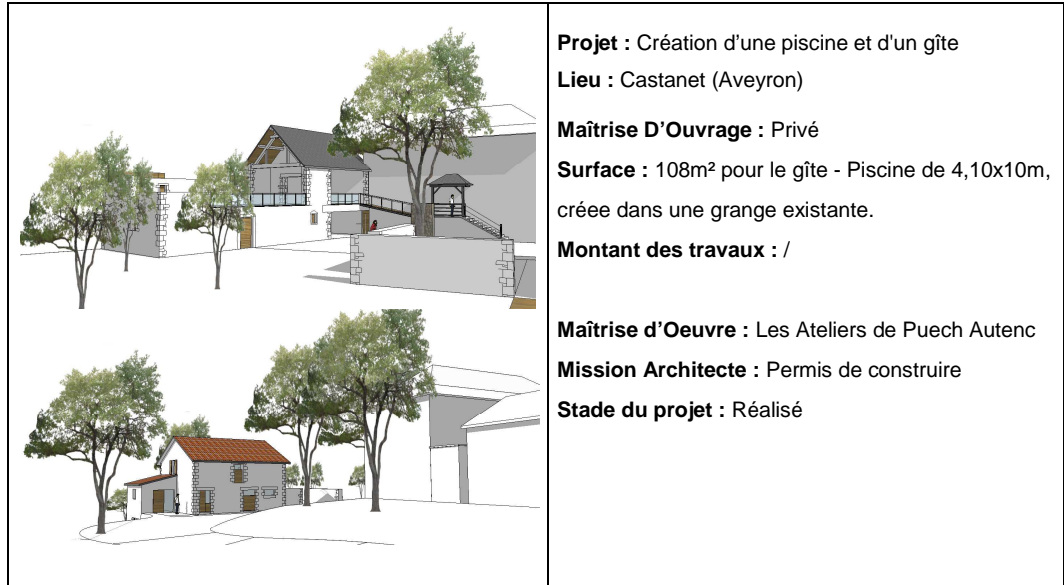 Projet : Création d’une piscine et d'un gîte
Lieu : Castanet (Aveyron)
Maîtrise D’Ouvrage : Privé
Surface : 108m² pour le gîte - Piscine de 4,10x10m,
créee dans une grange existante.
Montant des travaux : /
Maîtrise d’Oeuvre : Les Ateliers de Puech Autenc
Mission Architecte : Permis de construire
Stade du projet : Réalisé